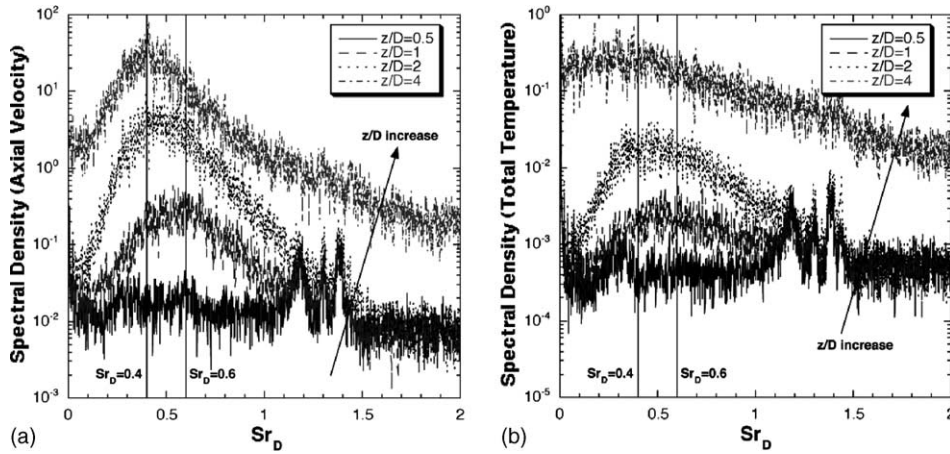 Spectral Density (Axial Velocity)
10²
10¹
10⁰
10⁻¹
10⁻²
10⁻³
z/D=0.5
z/D=1
z/D=2
z/D=4
z/D increase
Sr_D=0.4
Sr_D=0.6
0
0.5
1
1.5
2
Sr_D
(a)
Spectral Density (Total Temperature)
10⁰
10⁻¹
10⁻²
10⁻³
10⁻⁴
10⁻⁵
z/D=0.5
z/D=1
z/D=2
z/D=4
z/D increase
Sr_D=0.4
Sr_D=0.6
0
0.5
1
1.5
2
Sr_D
(b)